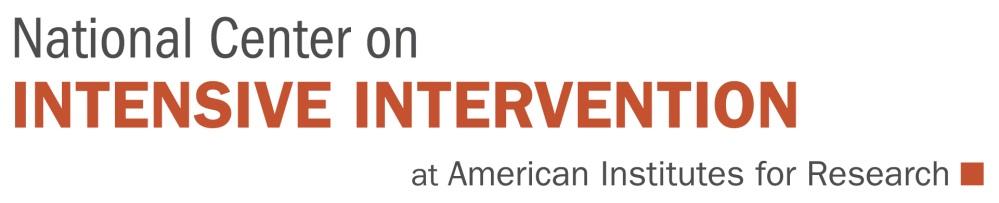 National Center on
INTENSIVE INTERVENTION
at American Institutes for Research